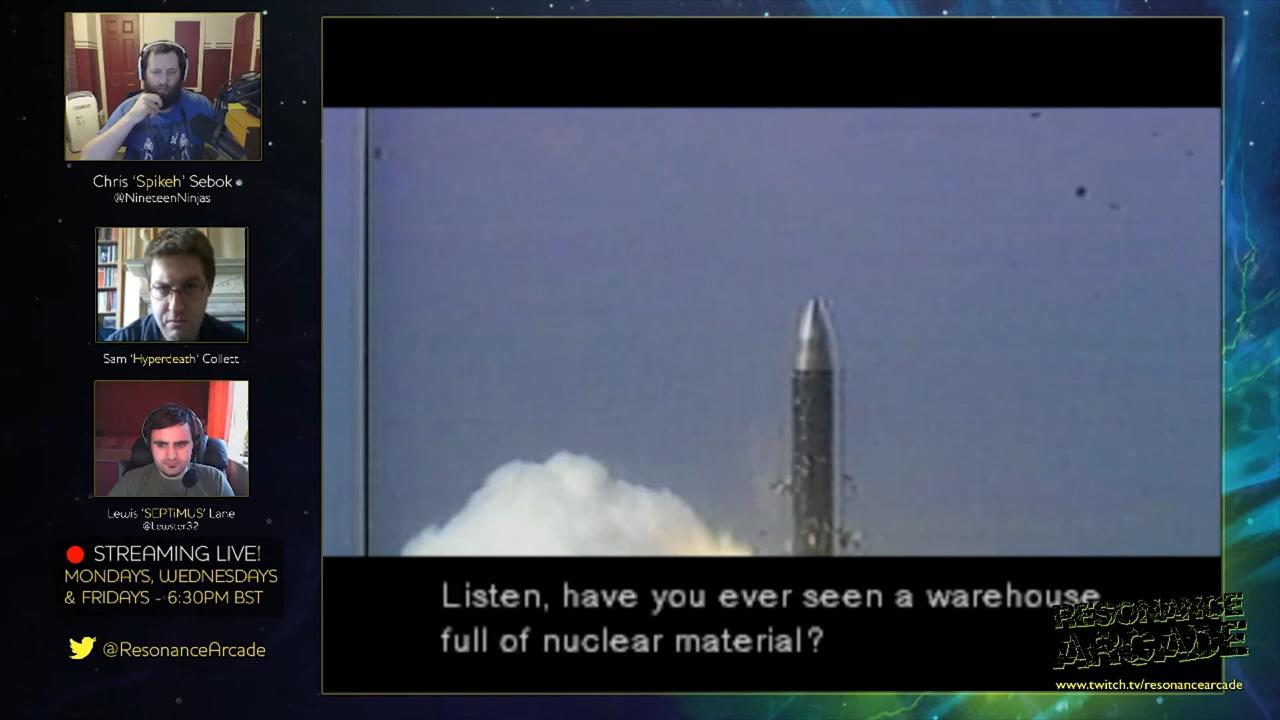 Chris 'Spikeh' Sebok
@NineteenNinjas
Sam 'Hyperdeath' Collett
Lewis 'SEPTiMUS' Lane
@Lewster32
STREAMING LIVE!
MONDAYS, WEDNESDAYS
& FRIDAYS - 6:30PM BST
@ResonanceArcade
Listen, have you ever seen a warehouse
full of nuclear material?
RESONANCE
ARCADE
www.twitch.tv/resonancearcade